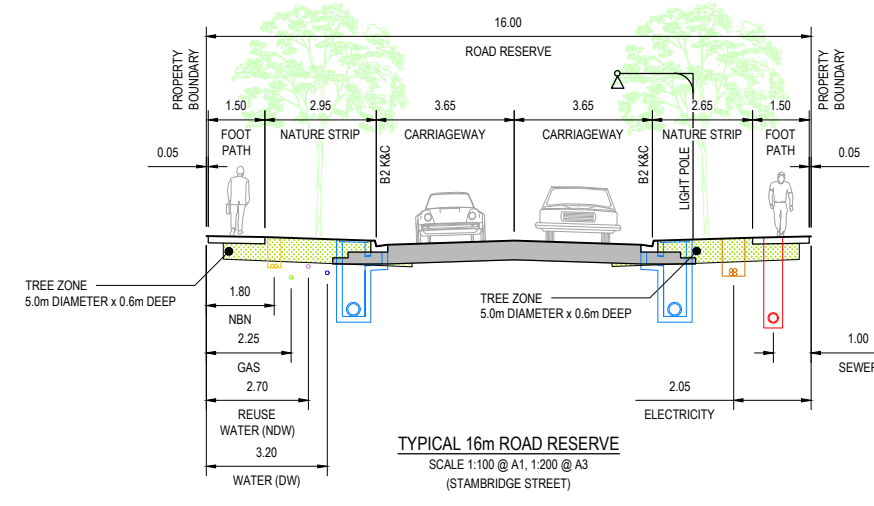 16.00
ROAD RESERVE
PROPERTY
BOUNDARY
PROPERTY
BOUNDARY
1.50
2.95
3.65
3.65
2.65
1.50
FOOT
PATH
NATURE STRIP
CARRIAGEWAY
CARRIAGEWAY
NATURE STRIP
FOOT
PATH
0.05
B2 K&C
B2 K&C
LIGHT POLE
0.05
TREE ZONE
5.0m DIAMETER x 0.6m DEEP
TREE ZONE
5.0m DIAMETER x 0.6m DEEP
1.80
NBN
2.25
GAS
2.70
REUSE
WATER (NDW)
3.20
WATER (DW)
1.00
SEWER
2.05
ELECTRICITY
TYPICAL 16m ROAD RESERVE
SCALE 1:100 @ A1, 1:200 @ A3
(STAMBRIDGE STREET)